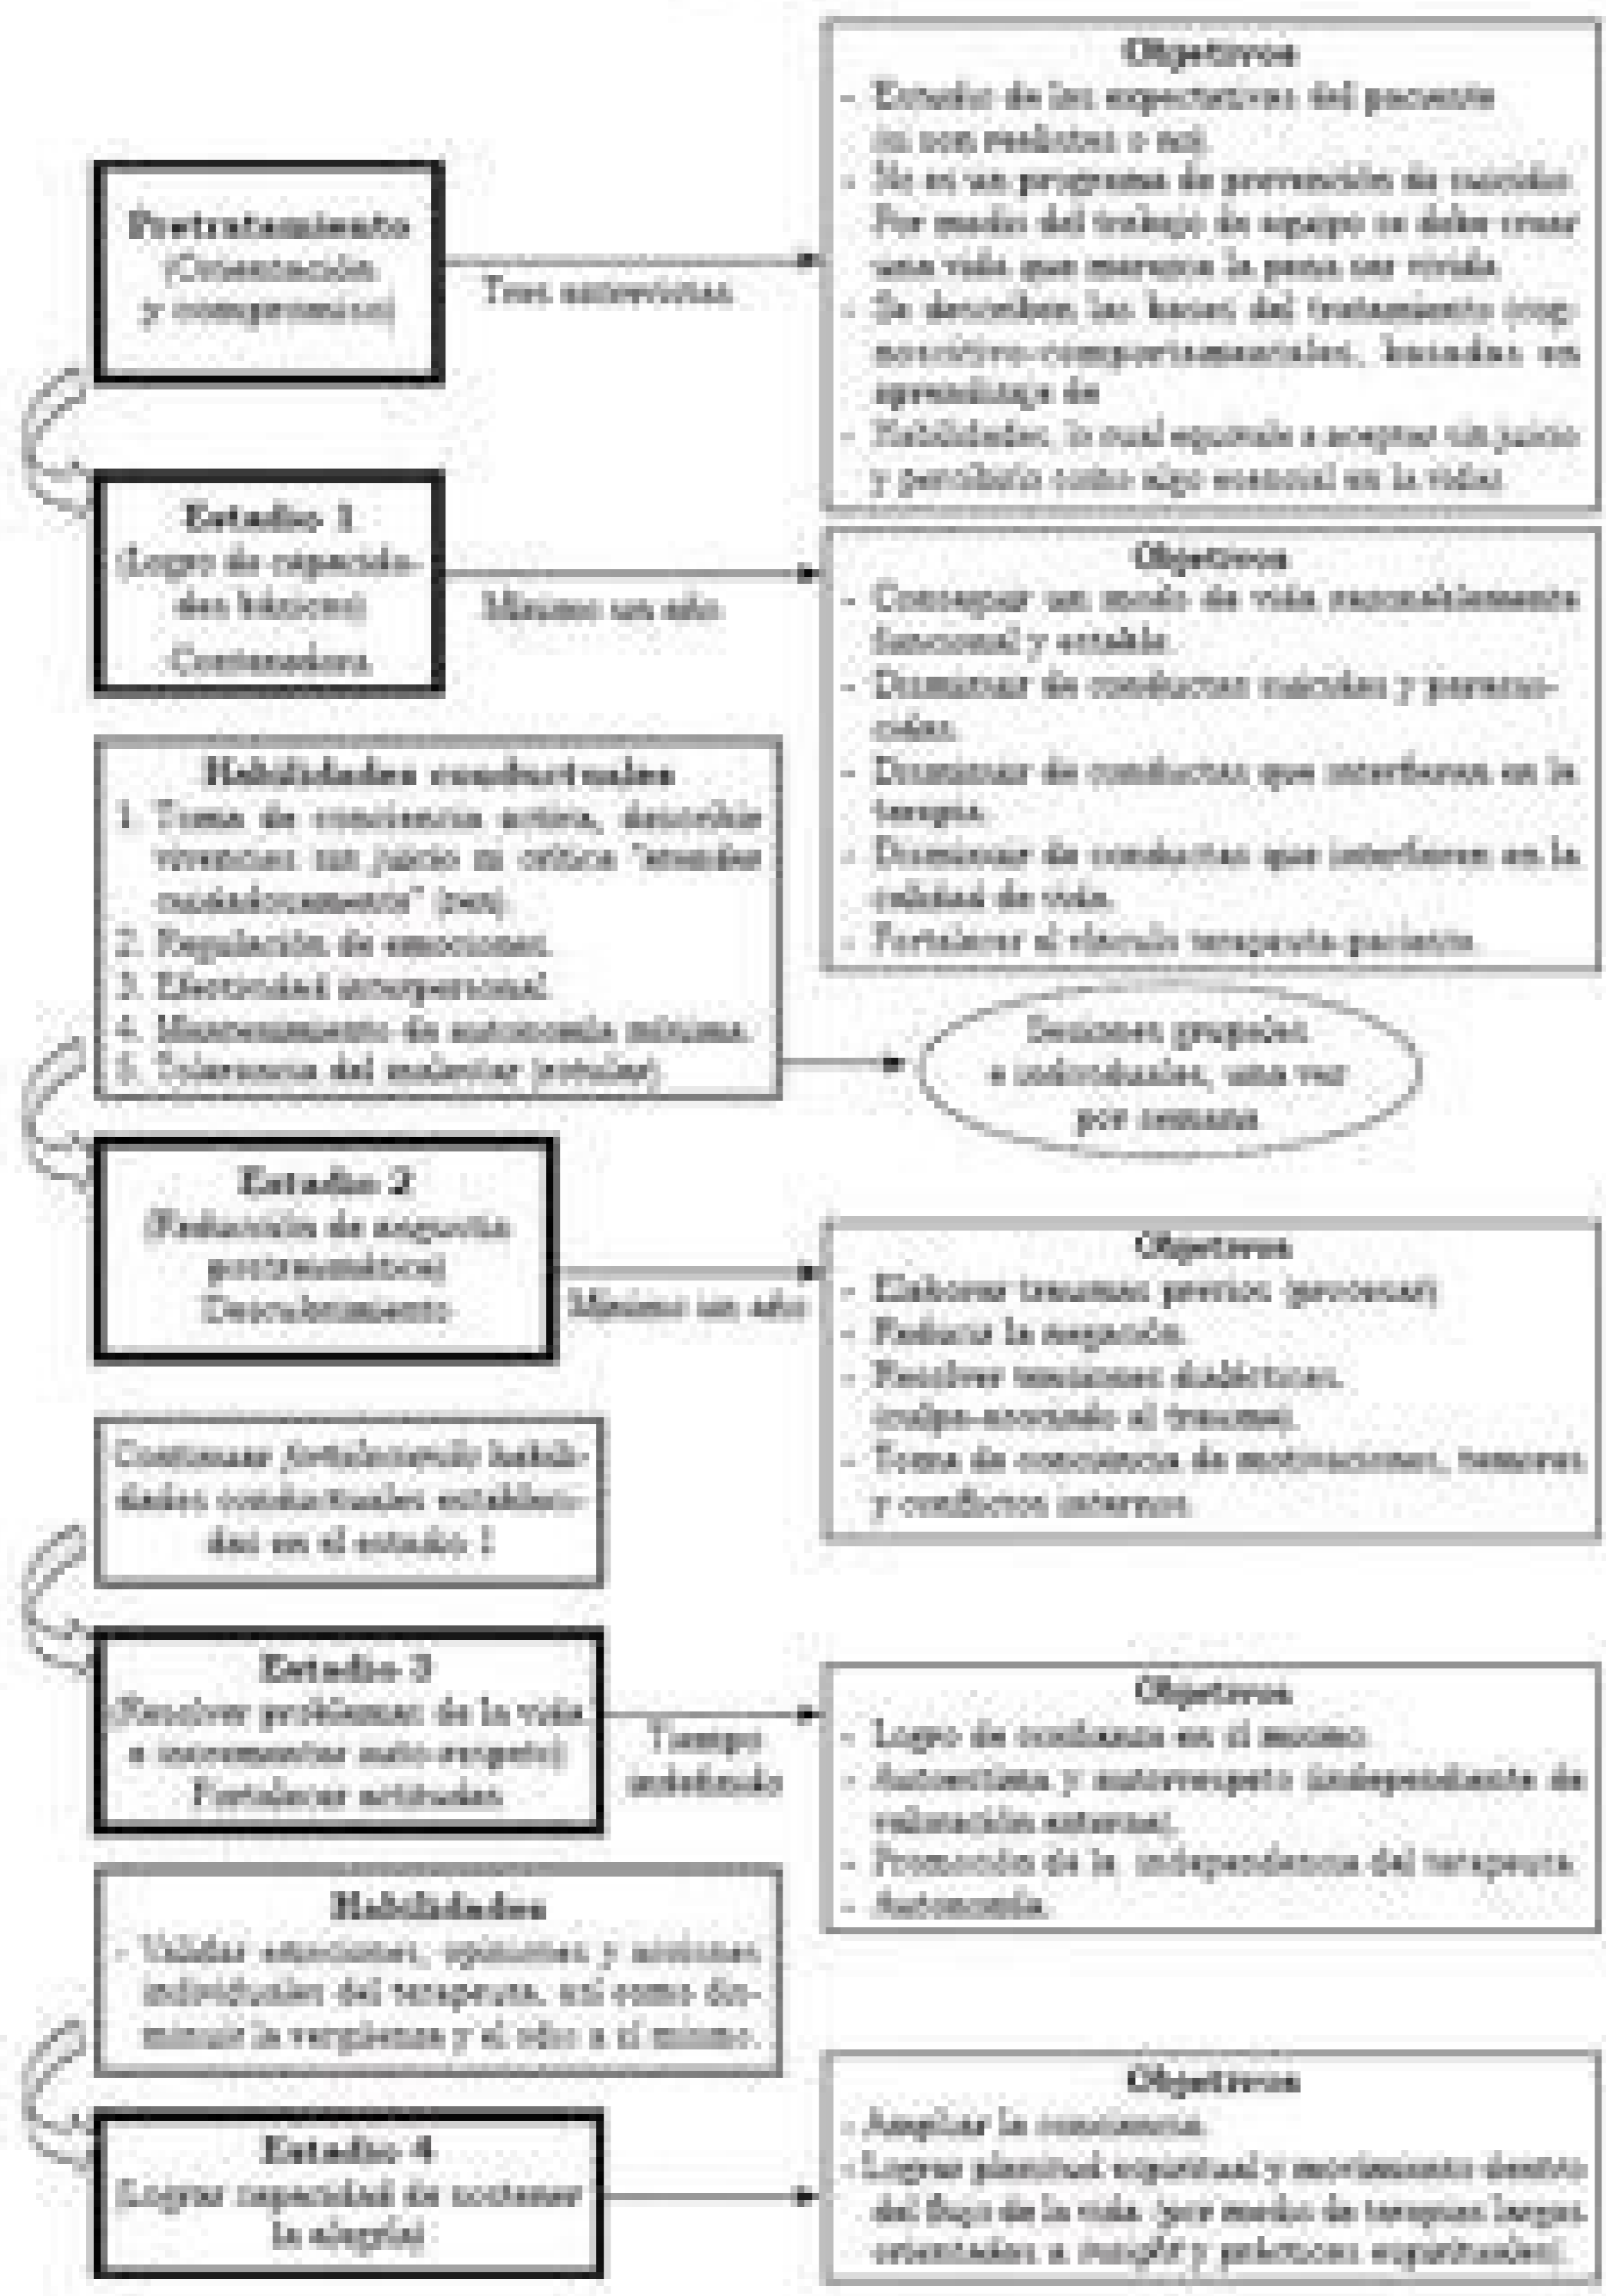 Pretratamiento
(Orientación
y compromiso)
Tres entrevistas
Objetivos
- Estudio de las expectativas del paciente
(si son realistas o no).
- No es un programa de prevención de suicidio.
Por medio del trabajo de equipo se debe crear
una vida que merezca la pena ser vivida.
- Se describen las bases del tratamiento (cog-
noscitivo-comportamentales, basadas en
aprendizaje de
- Habilidades, lo cual equivale a aceptar sin juicio
y percibirlo como algo esencial en la vida)
Estadio 1
(Logro de capacida-
des básicas)
Contenedora
Mínimo un año
Objetivos
- Conseguir un modo de vida razonablemente
funcional y estable.
- Disminuir de conductas suicidas y parasui-
cidas.
- Disminuir de conductas que interfieren en la
terapia.
- Disminuir de conductas que interfieren en la
calidad de vida.
- Fortalecer el vínculo terapeuta-paciente.
Habilidades conductuales
1. Toma de conciencia activa, describir
vivencias sin juicio ni crítica "atender
cuidadosamente" (zen).
2. Regulación de emociones.
3. Efectividad interpersonal.
4. Mantenimiento de autonomía mínima.
5. Tolerancia del malestar (rotular)
Sesiones grupales
e individuales, una vez
por semana
Estadio 2
(Reducción de angustia
postraumática)
Descubrimiento
Mínimo un año
Objetivos
- Elaborar traumas previos (procesar)
- Reducir la negación.
- Resolver tensiones dialécticas.
(culpa-asociado al trauma).
- Toma de conciencia de motivaciones, temores
y conflictos internos.
Continuar fortaleciendo habili-
dades conductuales estableci-
das en el estadio 1
Estadio 3
(Resolver problemas de la vida
e incrementar auto-respeto)
Fortalecer actitudes
Tiempo
indefinido
Objetivos
- Logro de confianza en sí mismo.
- Autoestima y autorrespeto (independiente de
valoración externa).
- Promoción de la independencia del terapeuta.
- Autonomía.
Habilidades
- Validar emociones, opiniones y acciones
individuales del terapeuta, así como dis-
minuir la vergüenza y el odio a sí mismo.
Estadio 4
(Lograr capacidad de sostener
la alegría)
Objetivos
- Ampliar la conciencia.
- Lograr plenitud espiritual y movimiento dentro
del flujo de la vida (por medio de terapias largas
orientadas a insight y prácticas espirituales).